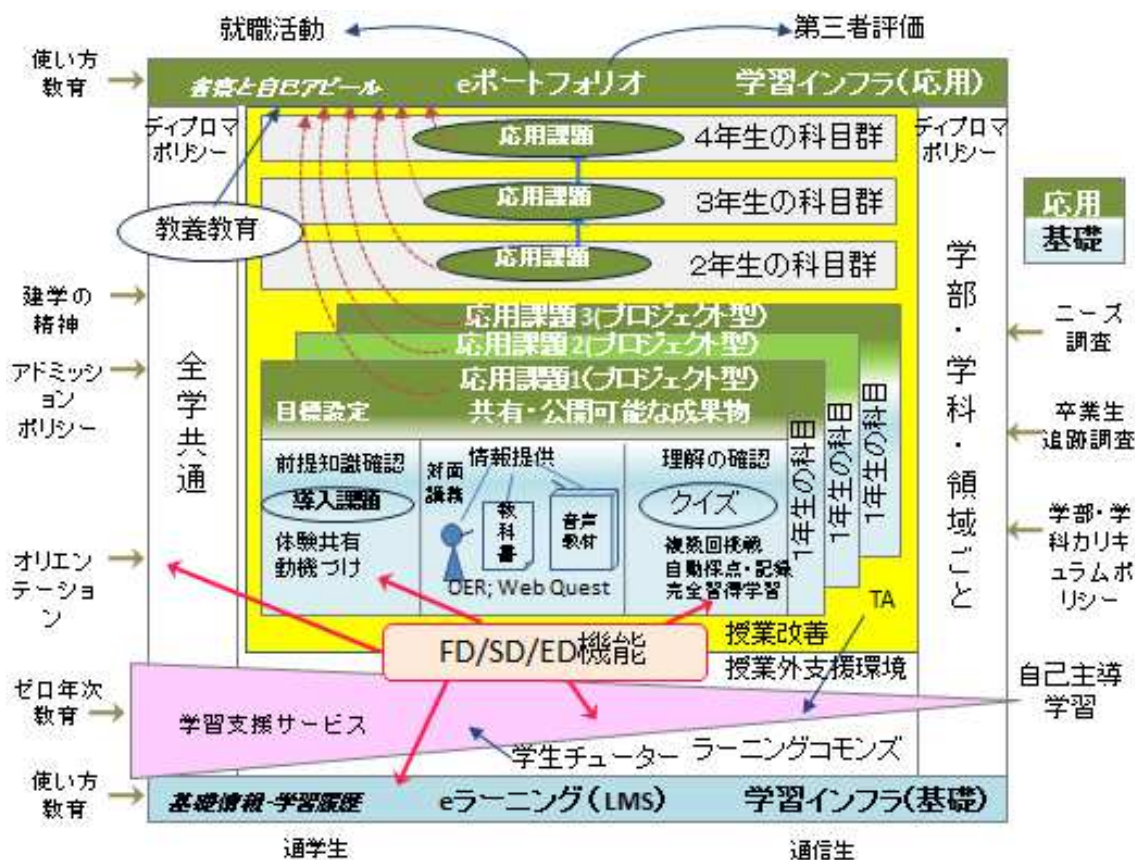 就職活動
第三者評価
使い方
教育
省察と自己アピール
eポートフォリオ
学習インフラ(応用)
ディプロマ
ポリシー
ディプロマ
ポリシー
応用課題
4年生の科目群
応用課題
3年生の科目群
応用課題
2年生の科目群
教養教育
応用
基礎
建学の
精神
アドミッシ
ョン
ポリシー
全学共通
学部・学科・領域ごと
ニーズ
調査
卒業生
追跡調査
学部・学
科カリキ
ュラムポ
リシー
応用課題3(プロジェクト型)
応用課題2(プロジェクト型)
応用課題1(プロジェクト型)
目標設定
共有・公開可能な成果物
1年生の科目
1年生の科目
1年生の科目
前提知識確認
導入課題
体験共有
動機づけ
情報提供
対面
講義
教科書
音声
教材
OER; Web Quest
理解の確認
クイズ
複数回挑戦
自動採点・記録
完全習得学習
オリエン
テーショ
ン
TA
FD/SD/ED機能
授業改善
授業外支援環境
ゼロ年次
教育
学習支援サービス
自己主導
学習
学生チューター
ラーニングコモンズ
使い方
教育
基礎情報・学習履歴
eラーニング(LMS)
学習インフラ(基礎)
通学生
通信生